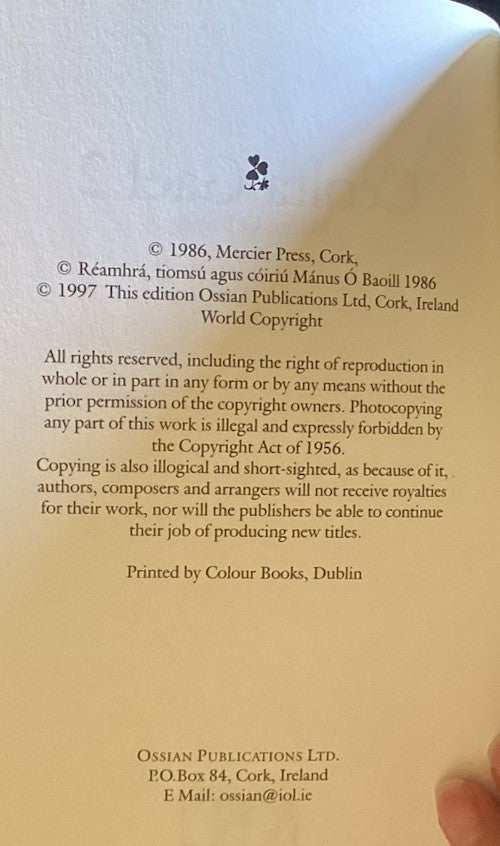 © 1986, Mercier Press, Cork,
© Réamhrá, tiomsú agus cóiriú Mánus Ó Baoill 1986
© 1997 This edition Ossian Publications Ltd, Cork, Ireland
World Copyright
All rights reserved, including the right of reproduction in
whole or in part in any form or by any means without the
prior permission of the copyright owners. Photocopying
any part of this work is illegal and expressly forbidden by
the Copyright Act of 1956.
Copying is also illogical and short-sighted, as because of it,
authors, composers and arrangers will not receive royalties
for their work, nor will the publishers be able to continue
their job of producing new titles.
Printed by Colour Books, Dublin
OSSIAN PUBLICATIONS LTD.
P.O.Box 84, Cork, Ireland
E Mail: ossian@iol.ie